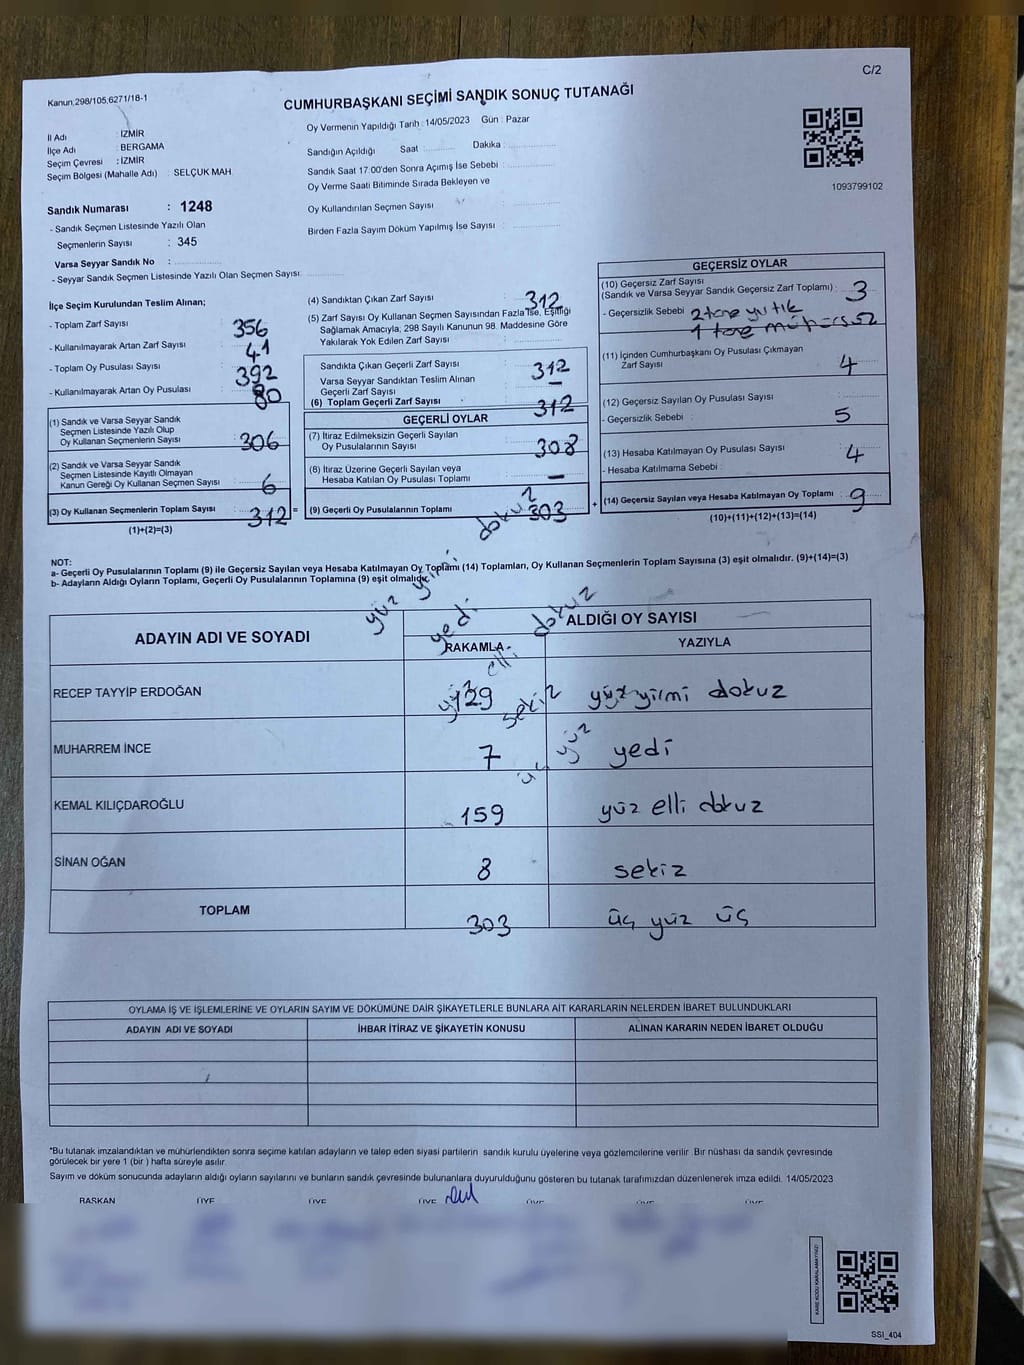 C/2
Kanun,298/105,6271/18-1
CUMHURBAŞKANI SEÇİMİ SANDIK SONUÇ TUTANAĞI
İl Adı : İZMİR
İlçe Adı : BERGAMA
Seçim Çevresi : İZMİR
Seçim Bölgesi (Mahalle Adı) : SELÇUK MAH.
Sandık Numarası : 1248
- Sandık Seçmen Listesinde Yazılı Olan
Seçmenlerin Sayısı : 345
Varsa Seyyar Sandık No :
- Seyyar Sandık Seçmen Listesinde Yazılı Olan Seçmen Sayısı:
Oy Vermenin Yapıldığı Tarih : 14/05/2023 Gün : Pazar
Sandığın Açıldığı Saat Dakika :
Sandık Saat 17:00'den Sonra Açımış İse Sebebi :
Oy Verme Saati Bitiminde Sırada Bekleyen ve
Oy Kullandırılan Seçmen Sayısı :
Birden Fazla Sayım Döküm Yapılmış İse Sayısı :
1093799102
İlçe Seçim Kurulundan Teslim Alınan;
- Toplam Zarf Sayısı : 356
- Kullanılmayarak Artan Zarf Sayısı : 41
- Toplam Oy Pusulası Sayısı : 392
- Kullanılmayarak Artan Oy Pusulası : 80
(1) Sandık ve Varsa Seyyar Sandık
Seçmen Listesinde Yazılı Olup
Oy Kullanan Seçmenlerin Sayısı : 306
(2) Sandık ve Varsa Seyyar Sandık
Seçmen Listesinde Kayıtlı Olmayan
Kanun Gereği Oy Kullanan Seçmen Sayısı : 6
(3) Oy Kullanan Seçmenlerin Toplam Sayısı : 312 =
(1)+(2)=(3)
(4) Sandıktan Çıkan Zarf Sayısı : 312
(5) Zarf Sayısı Oy Kullanan Seçmen Sayısından Fazla İse, Eşitliği
Sağlamak Amacıyla, 298 Sayılı Kanunun 98. Maddesine Göre
Yakılarak Yok Edilen Zarf Sayısı :
Sandıkta Çıkan Geçerli Zarf Sayısı : 312
Varsa Seyyar Sandıktan Teslim Alınan
Geçerli Zarf Sayısı : —
(6) Toplam Geçerli Zarf Sayısı : 312
GEÇERLİ OYLAR
(7) İtiraz Edilmeksizin Geçerli Sayılan
Oy Pusulalarının Sayısı : 308
(8) İtiraz Üzerine Geçerli Sayılan veya
Hesaba Katılan Oy Pusulası Toplamı : —
(9) Geçerli Oy Pusulalarının Toplamı : 303 +
GEÇERSİZ OYLAR
(10) Geçersiz Zarf Sayısı
(Sandık ve Varsa Seyyar Sandık Geçersiz Zarf Toplamı) : 3
- Geçersizlik Sebebi : 2 tane yırtık
1 tane mühürsüz
(11) İçinden Cumhurbaşkanı Oy Pusulası Çıkmayan
Zarf Sayısı : 4
(12) Geçersiz Sayılan Oy Pusulası Sayısı :
- Geçersizlik Sebebi : 5
(13) Hesaba Katılmayan Oy Pusulası Sayısı : 4
- Hesaba Katılmama Sebebi :
(14) Geçersiz Sayılan veya Hesaba Katılmayan Oy Toplamı : 9
(10)+(11)+(12)+(13)=(14)
NOT:
a- Geçerli Oy Pusulalarının Toplamı (9) ile Geçersiz Sayılan veya Hesaba Katılmayan Oy Toplamı (14) Toplamları, Oy Kullanan Seçmenlerin Toplam Sayısına (3) eşit olmalıdır. (9)+(14)=(3)
b- Adayların Aldığı Oyların Toplamı, Geçerli Oy Pusulalarının Toplamına (9) eşit olmalıdır.
yüz yirmi dokuz
yedi
yüz elli dokuz
sekiz
üç yüz
ADAYIN ADI VE SOYADI ALDIĞI OY SAYISI
RAKAMLA YAZIYLA
RECEP TAYYİP ERDOĞAN 129 yüz yirmi dokuz
MUHARREM İNCE 7 yedi
KEMAL KILIÇDAROĞLU 159 yüz elli dokuz
SİNAN OĞAN 8 sekiz
TOPLAM 303 üç yüz üç
OYLAMA İŞ VE İŞLEMLERİNE VE OYLARIN SAYIM VE DÖKÜMÜNE DAİR ŞİKAYETLERLE BUNLARA AİT KARARLARIN NELERDEN İBARET BULUNDUKLARI
ADAYIN ADI VE SOYADI İHBAR İTİRAZ VE ŞİKAYETİN KONUSU ALINAN KARARIN NEDEN İBARET OLDUĞU
*Bu tutanak imzalandıktan ve mühürlendikten sonra seçime katılan adayların ve talep eden siyasi partilerin sandık kurulu üyelerine veya gözlemcilerine verilir. Bir nüshası da sandık çevresinde
görülecek bir yere 1 (bir ) hafta süreyle asılır.
Sayım ve döküm sonucunda adayların aldığı oyların sayılarını ve bunların sandık çevresinde bulunanlara duyurulduğunu gösteren bu tutanak tarafımızdan düzenlenerek imza edildi. 14/05/2023
BAŞKAN ÜYE ÜYE ÜYE ÜYE ÜYE
KARE KODU KARALAMAYINIZ!
SSI_404